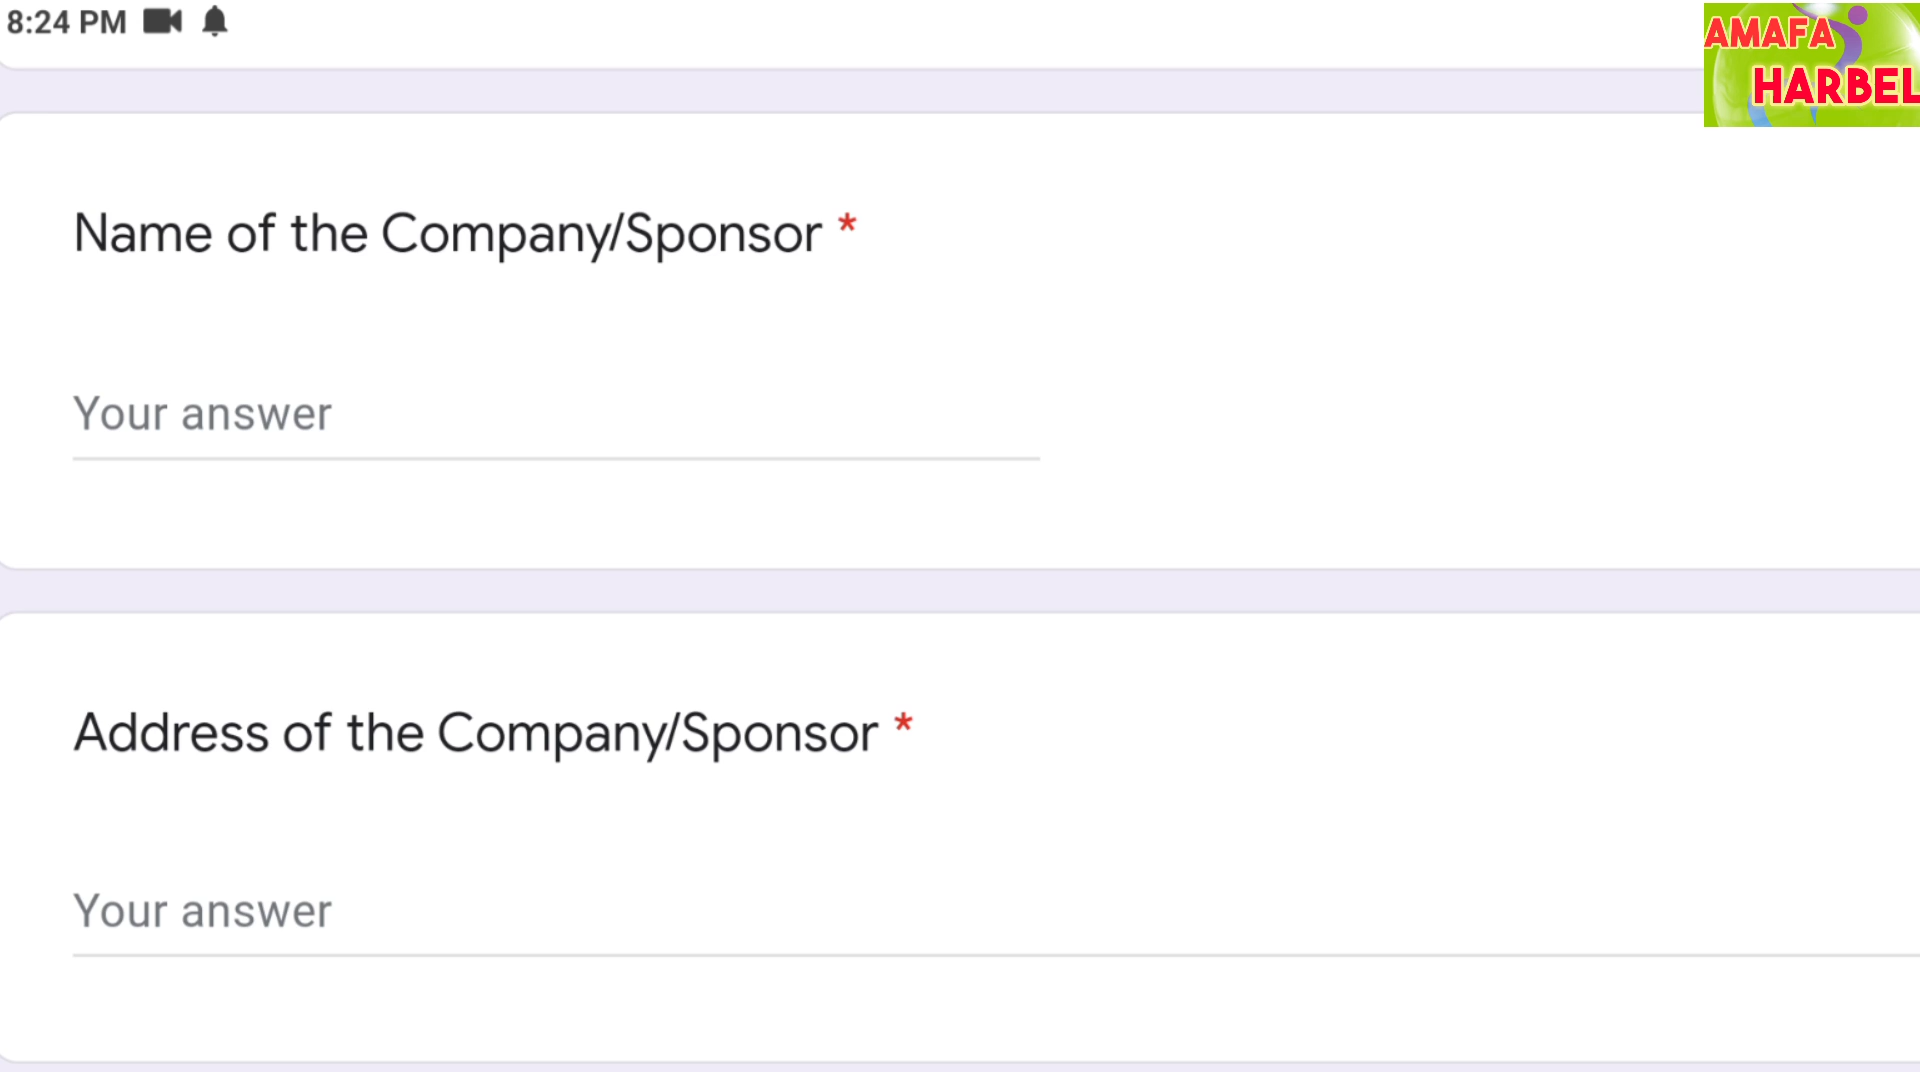 8:24 PM
AMAFA
HARBEL
Name of the Company/Sponsor *
Your answer
Address of the Company/Sponsor *
Your answer